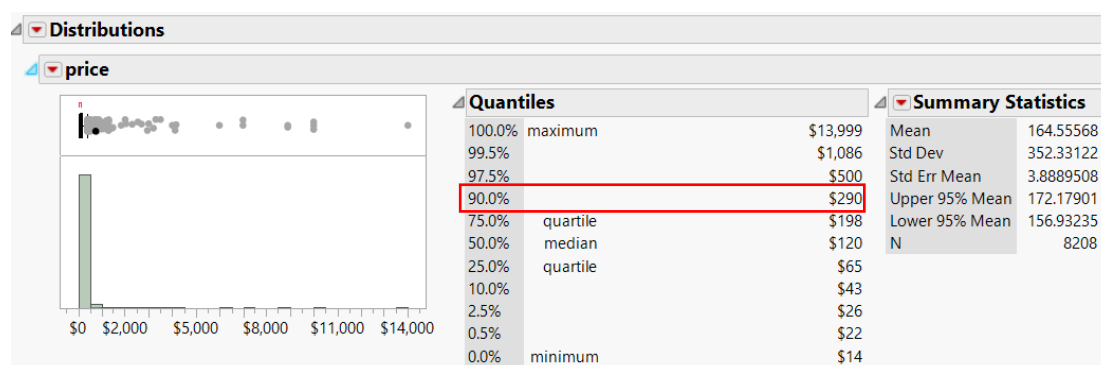 Distributions
price
$0 $2,000 $5,000 $8,000 $11,000 $14,000
Quantiles
100.0% maximum $13,999
99.5% $1,086
97.5% $500
90.0% $290
75.0% quartile $198
50.0% median $120
25.0% quartile $65
10.0% $43
2.5% $26
0.5% $22
0.0% minimum $14
Summary Statistics
Mean 164.55568
Std Dev 352.33122
Std Err Mean 3.8889508
Upper 95% Mean 172.17901
Lower 95% Mean 156.93235
N 8208